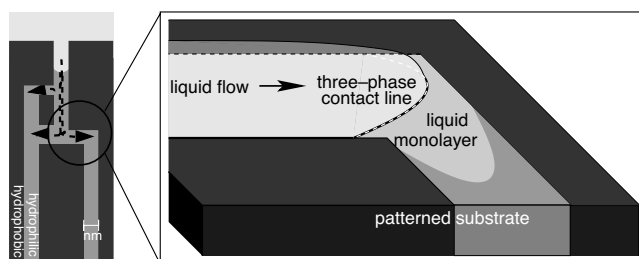 hydrophobic
hydrophilic
nm
liquid flow
three–phase
contact line
liquid
monolayer
patterned substrate